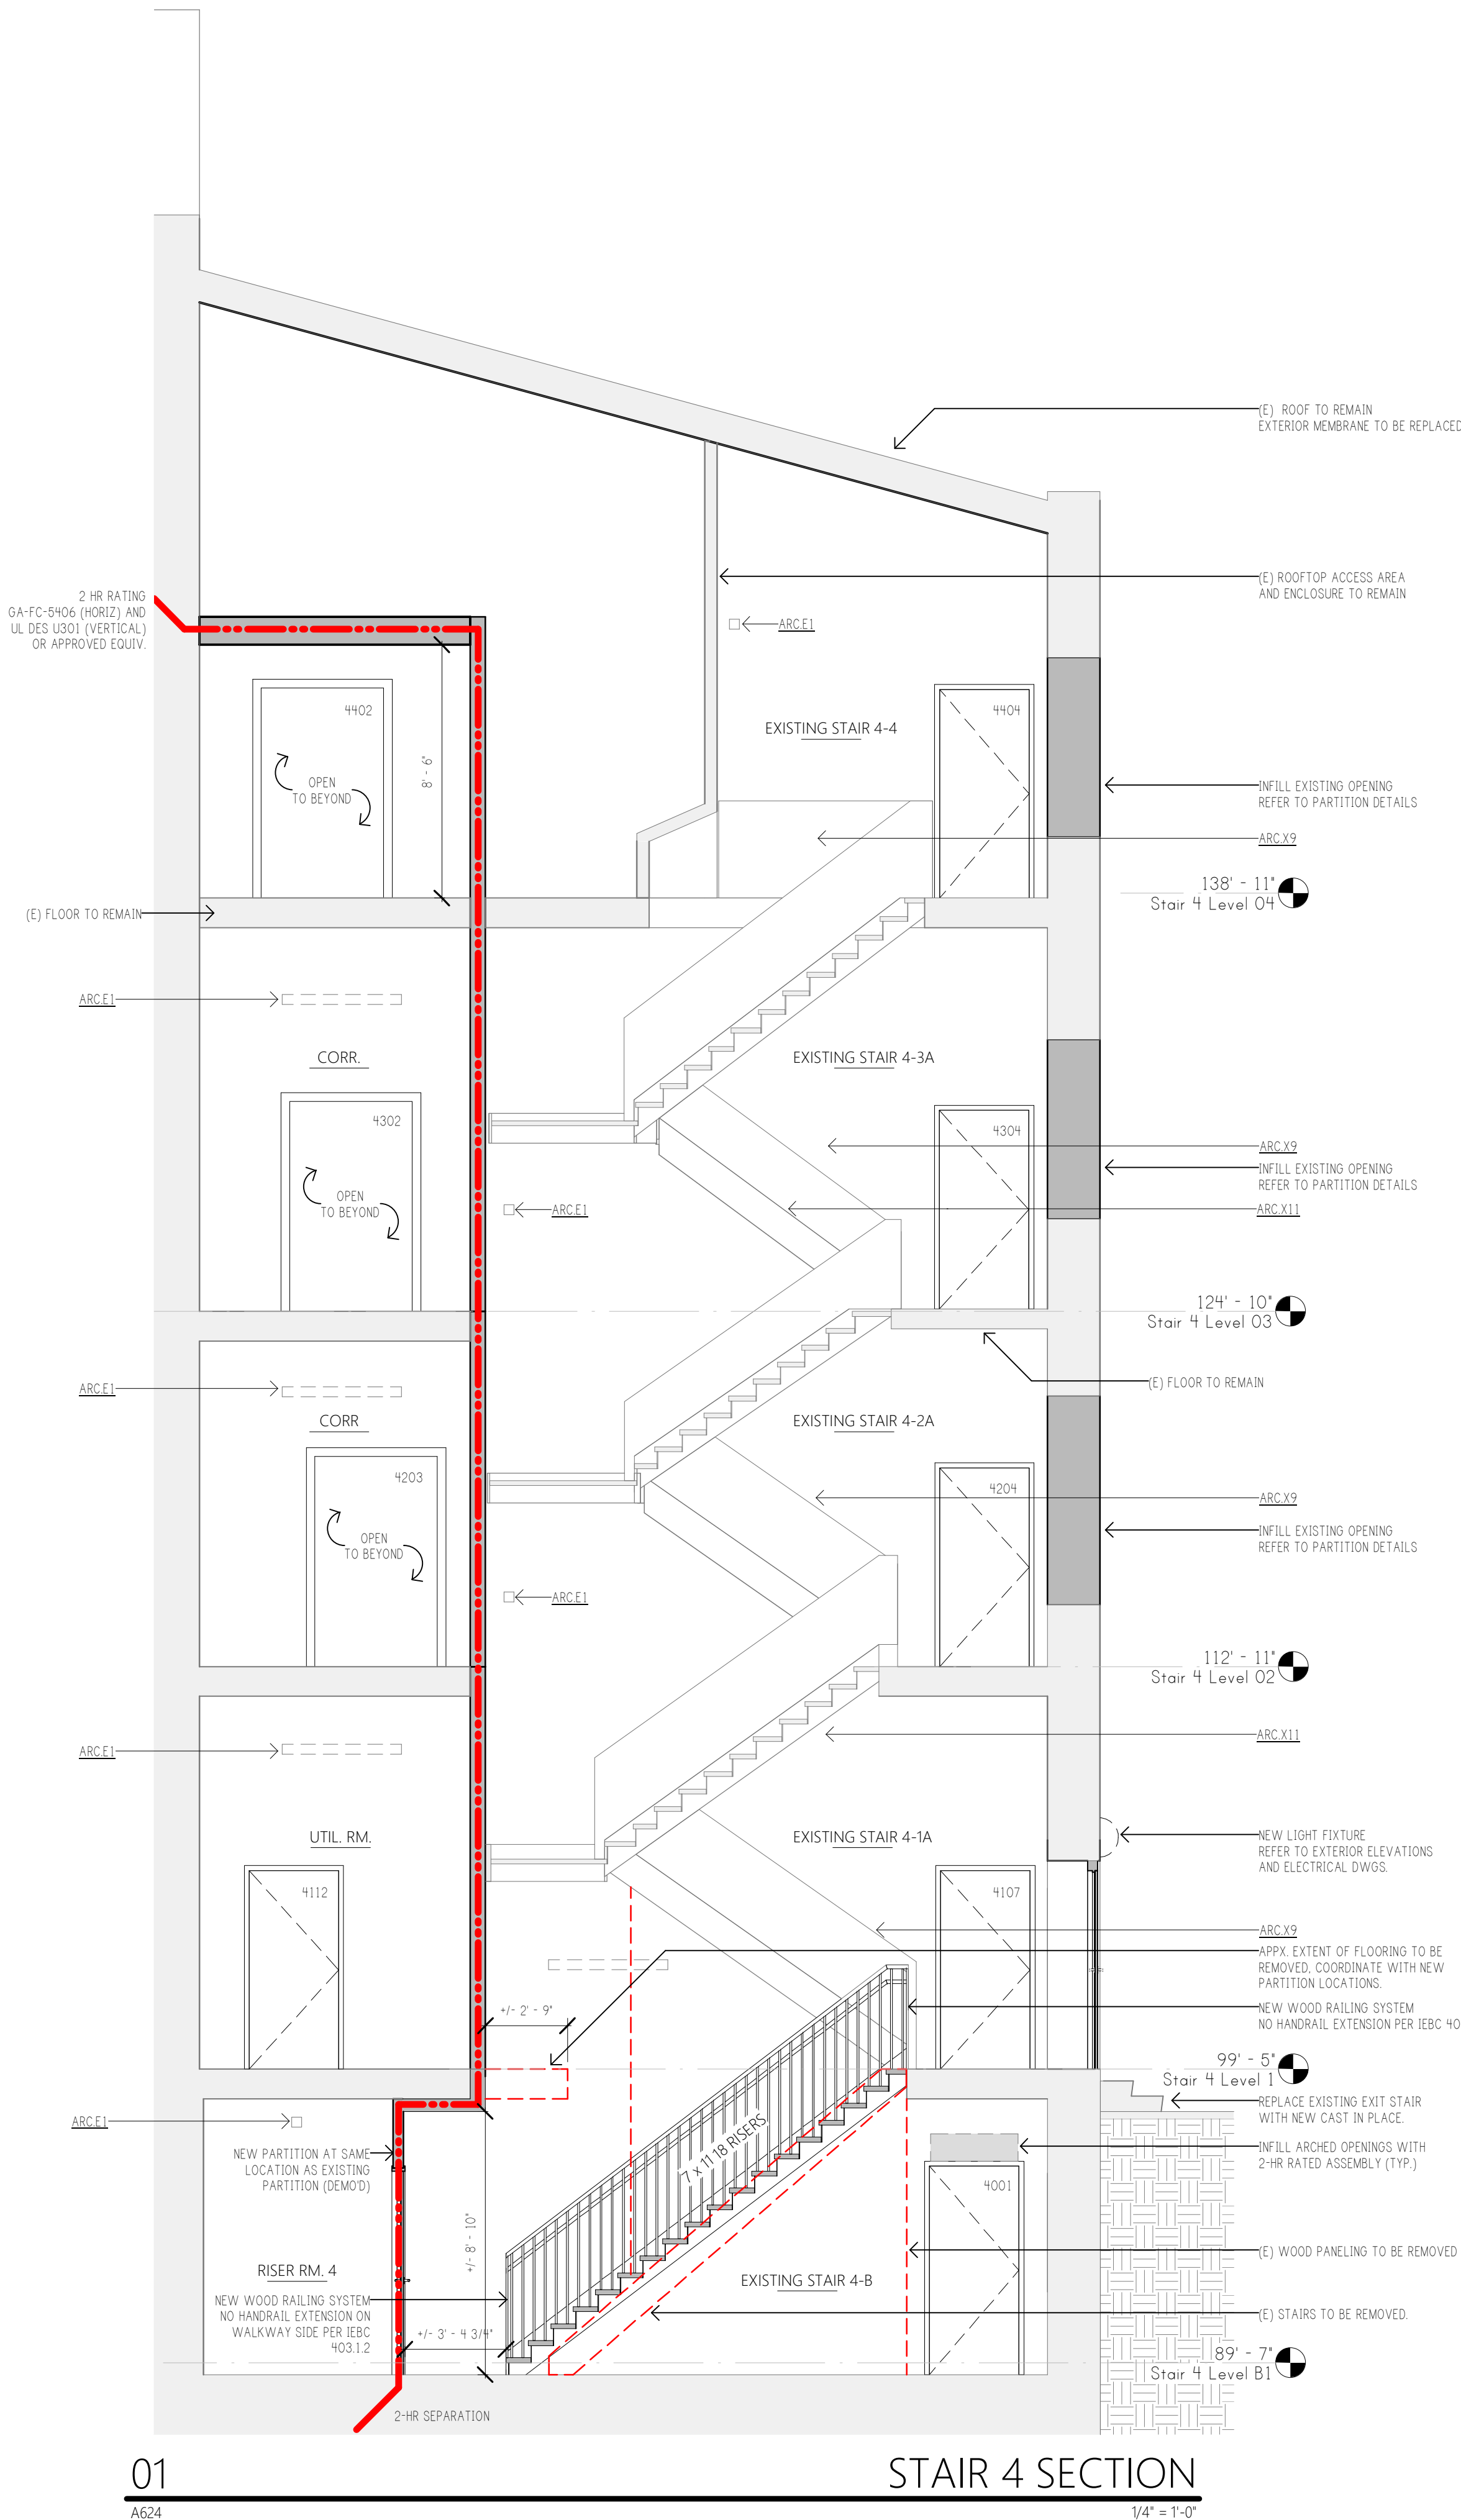 (E) ROOF TO REMAIN
EXTERIOR MEMBRANE TO BE REPLACED
2 HR RATING
GA-FC-5406 (HORIZ) AND
UL DES U301 (VERTICAL)
OR APPROVED EQUIV.
(E) ROOFTOP ACCESS AREA
AND ENCLOSURE TO REMAIN
ARC.E1
4402
OPEN
TO BEYOND
8' - 6"
EXISTING STAIR 4-4
4404
INFILL EXISTING OPENING
REFER TO PARTITION DETAILS
ARC.X9
138' - 11"
Stair 4 Level 04
(E) FLOOR TO REMAIN
ARC.E1
CORR.
EXISTING STAIR 4-3A
4302
OPEN
TO BEYOND
4304
ARC.X9
INFILL EXISTING OPENING
REFER TO PARTITION DETAILS
ARC.X11
ARC.E1
124' - 10"
Stair 4 Level 03
(E) FLOOR TO REMAIN
ARC.E1
CORR
EXISTING STAIR 4-2A
4203
OPEN
TO BEYOND
4204
ARC.X9
INFILL EXISTING OPENING
REFER TO PARTITION DETAILS
ARC.E1
112' - 11"
Stair 4 Level 02
ARC.X11
ARC.E1
UTIL. RM.
EXISTING STAIR 4-1A
NEW LIGHT FIXTURE
REFER TO EXTERIOR ELEVATIONS
AND ELECTRICAL DWGS.
4112
4107
ARC.X9
APPX. EXTENT OF FLOORING TO BE
REMOVED, COORDINATE WITH NEW
PARTITION LOCATIONS.
+/- 2' - 9"
NEW WOOD RAILING SYSTEM
NO HANDRAIL EXTENSION PER IEBC 40
99' - 5"
Stair 4 Level 1
REPLACE EXISTING EXIT STAIR
WITH NEW CAST IN PLACE.
ARC.E1
NEW PARTITION AT SAME
LOCATION AS EXISTING
PARTITION (DEMO'D)
7 x 11 18 RISERS
INFILL ARCHED OPENINGS WITH
2-HR RATED ASSEMBLY (TYP.)
4001
+/- 8' - 10"
(E) WOOD PANELING TO BE REMOVED
RISER RM. 4
EXISTING STAIR 4-B
NEW WOOD RAILING SYSTEM
NO HANDRAIL EXTENSION ON
WALKWAY SIDE PER IEBC
403.1.2
+/- 3' - 4 3/4"
(E) STAIRS TO BE REMOVED.
89' - 7"
Stair 4 Level B1
2-HR SEPARATION
01
STAIR 4 SECTION
A624
1/4" = 1'-0"